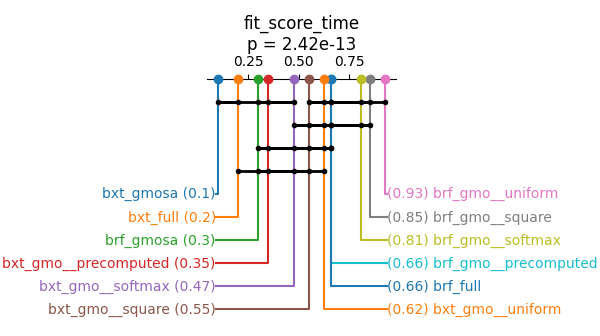 fit_score_time
p = 2.42e-13
0.25 0.50 0.75
bxt_gmosa (0.1)
(0.93) brf_gmo__uniform
bxt_full (0.2)
(0.85) brf_gmo__square
brf_gmosa (0.3)
(0.81) brf_gmo__softmax
bxt_gmo__precomputed (0.35)
(0.66) brf_gmo__precomputed
bxt_gmo__softmax (0.47)
(0.66) brf_full
bxt_gmo__square (0.55)
(0.62) bxt_gmo__uniform